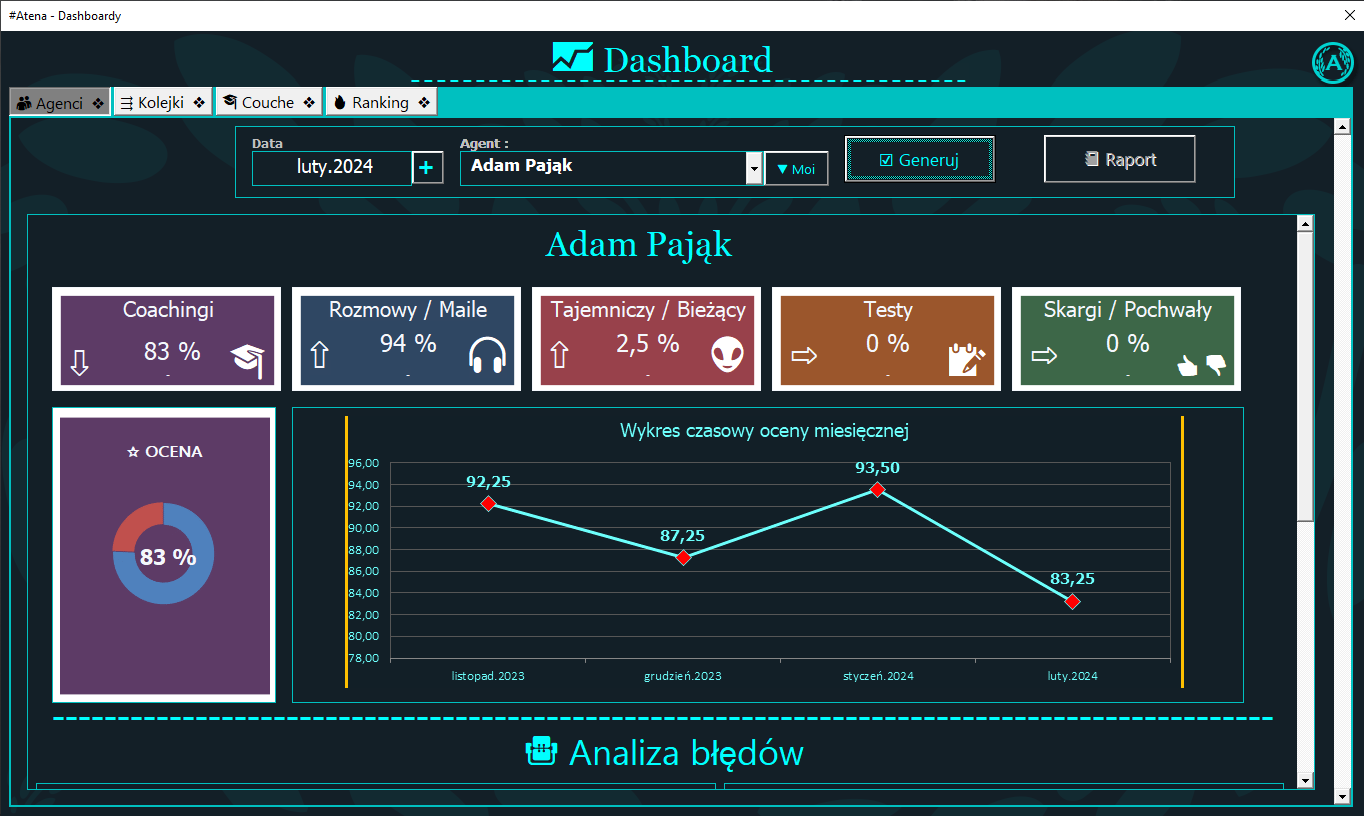 #Atena - Dashboardy
Dashboard
A
Agenci ❖
Kolejki ❖
Couche ❖
Ranking ❖
Data
luty.2024
+
Agent :
Adam Pająk
▼ Moi
☑ Generuj
Raport
Adam Pająk
Coachingi
83 %
-
Rozmowy / Maile
94 %
-
Tajemniczy / Bieżący
2,5 %
-
Testy
0 %
-
Skargi / Pochwały
0 %
-
☆ OCENA
83 %
Wykres czasowy oceny miesięcznej
96,00
94,00
92,00
90,00
88,00
86,00
84,00
82,00
80,00
78,00
92,25
87,25
93,50
83,25
listopad.2023
grudzień.2023
styczeń.2024
luty.2024
Analiza błędów